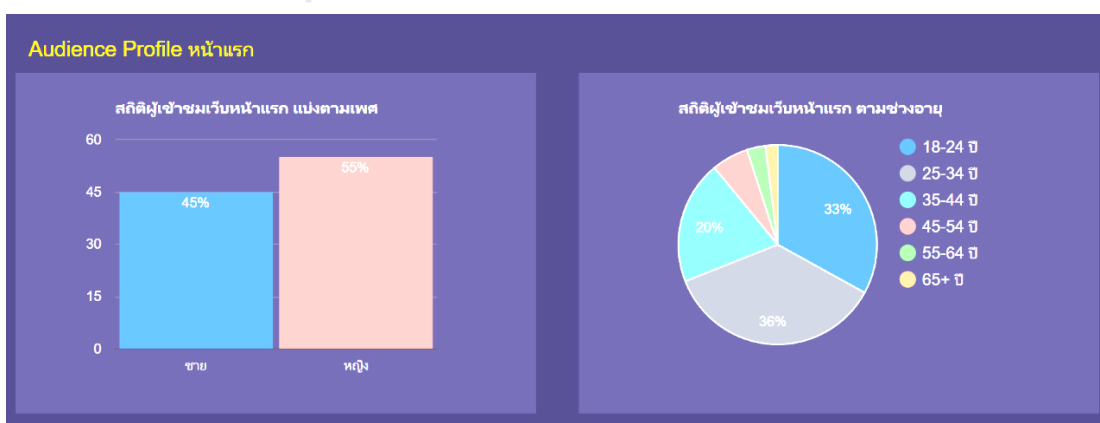 Audience Profile หน้าแรก
สถิติผู้เข้าชมเว็บหน้าแรก แบ่งตามเพศ
60
45
30
15
0
45%
55%
ชาย
หญิง
สถิติผู้เข้าชมเว็บหน้าแรก ตามช่วงอายุ
33%
36%
20%
18-24 ปี
25-34 ปี
35-44 ปี
45-54 ปี
55-64 ปี
65+ ปี